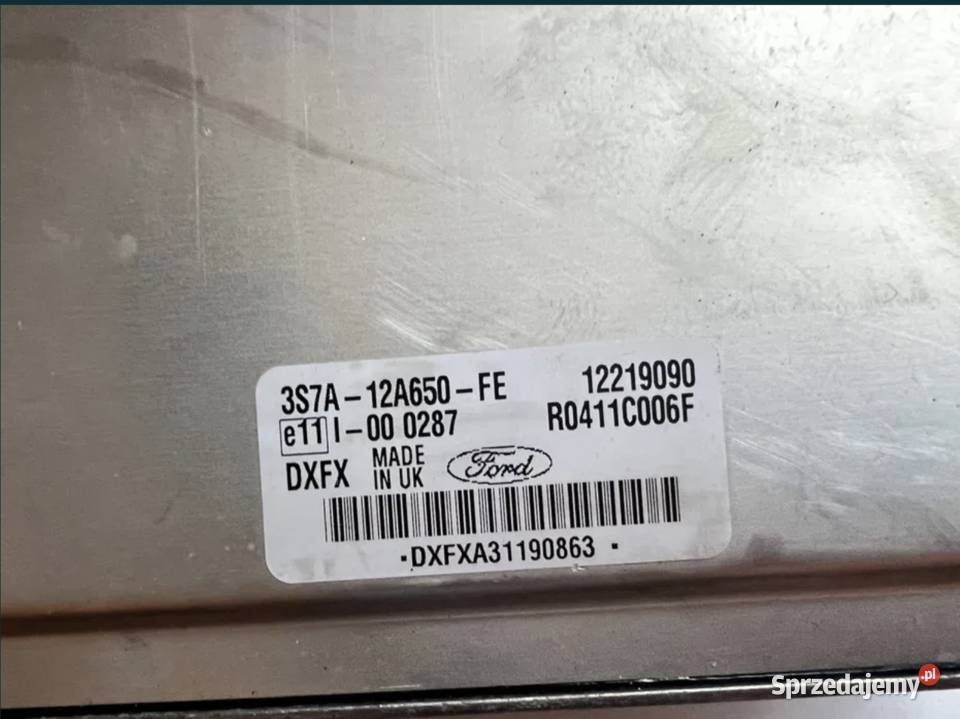 3S7A-12A650-FE 12219090
e11 I-00 0287 R0411C006F
DXFX MADE IN UK Ford
·DXFXA31190863 ·
Sprzedajemy.pl